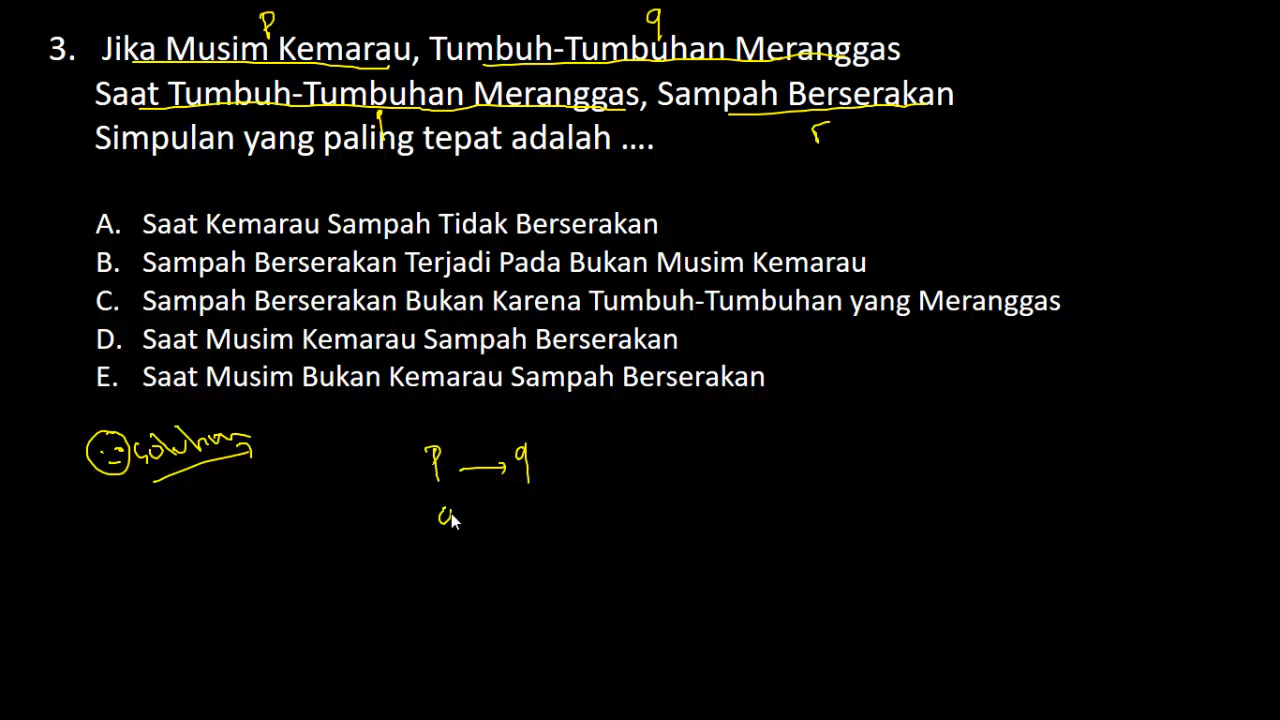 p q
3. Jika Musim Kemarau, Tumbuh-Tumbuhan Meranggas
Saat Tumbuh-Tumbuhan Meranggas, Sampah Berserakan
r
Simpulan yang paling tepat adalah ....
A. Saat Kemarau Sampah Tidak Berserakan
B. Sampah Berserakan Terjadi Pada Bukan Musim Kemarau
C. Sampah Berserakan Bukan Karena Tumbuh-Tumbuhan yang Meranggas
D. Saat Musim Kemarau Sampah Berserakan
E. Saat Musim Bukan Kemarau Sampah Berserakan
p → q